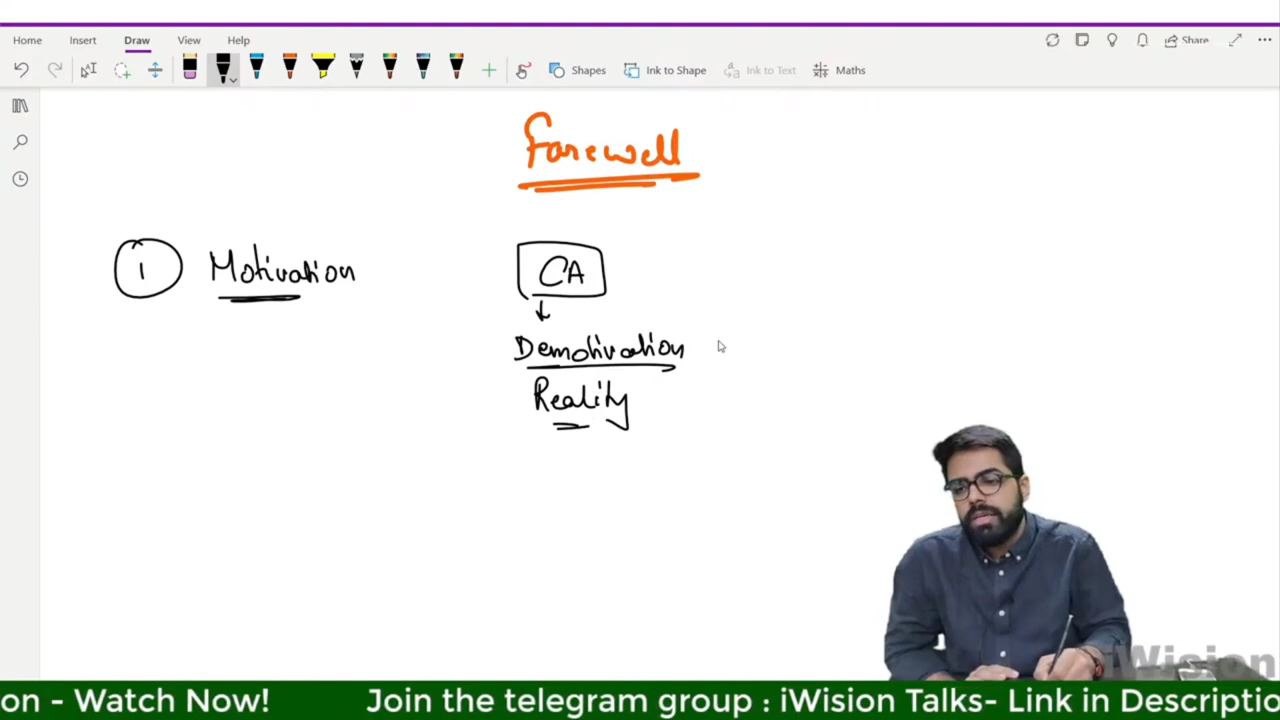 Home Insert Draw View Help Share
Shapes Ink to Shape Ink to Text Maths
Farewell
1 Motivation CA
Demotivation
Reality
iWision
on - Watch Now! Join the telegram group : iWision Talks- Link in Descriptio